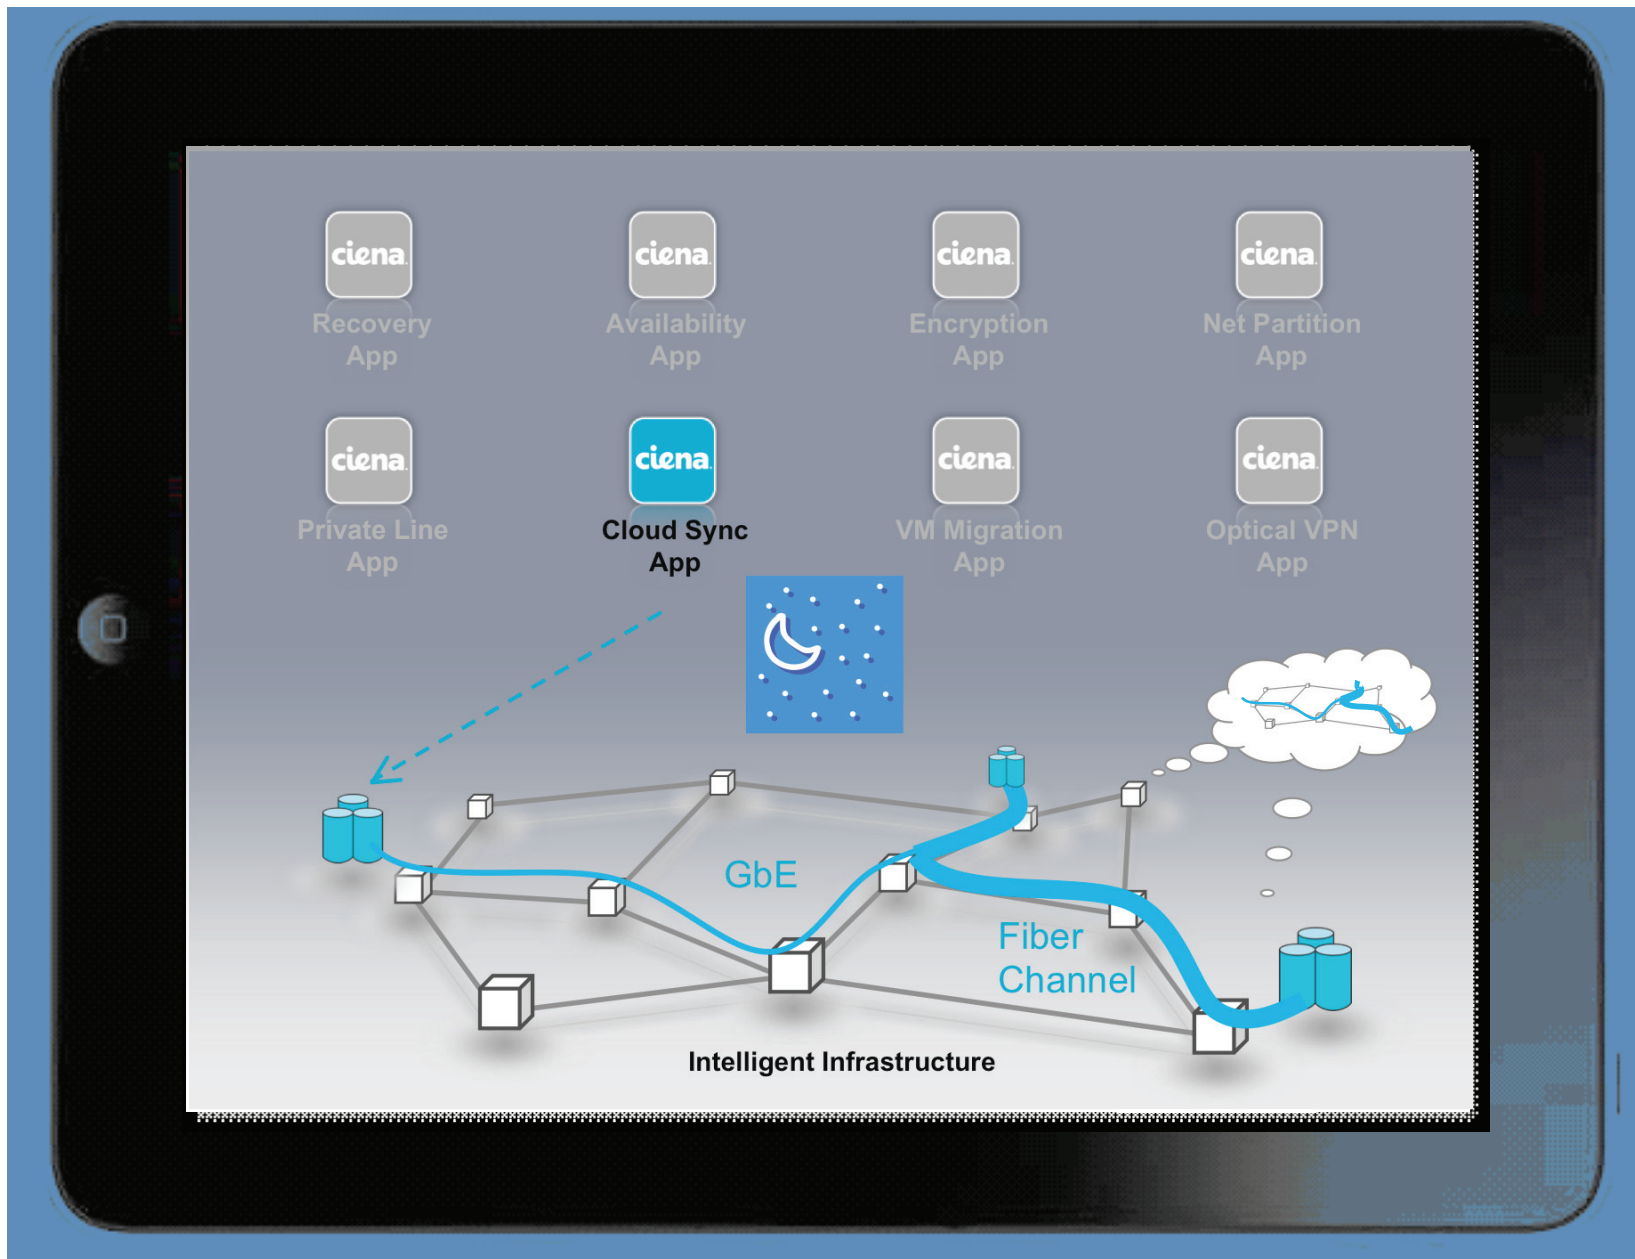 ciena.
ciena.
ciena.
ciena.
Recovery
App
Availability
App
Encryption
App
Net Partition
App
ciena.
ciena.
ciena.
ciena.
Private Line
App
Cloud Sync
App
VM Migration
App
Optical VPN
App
GbE
Fiber
Channel
Intelligent Infrastructure